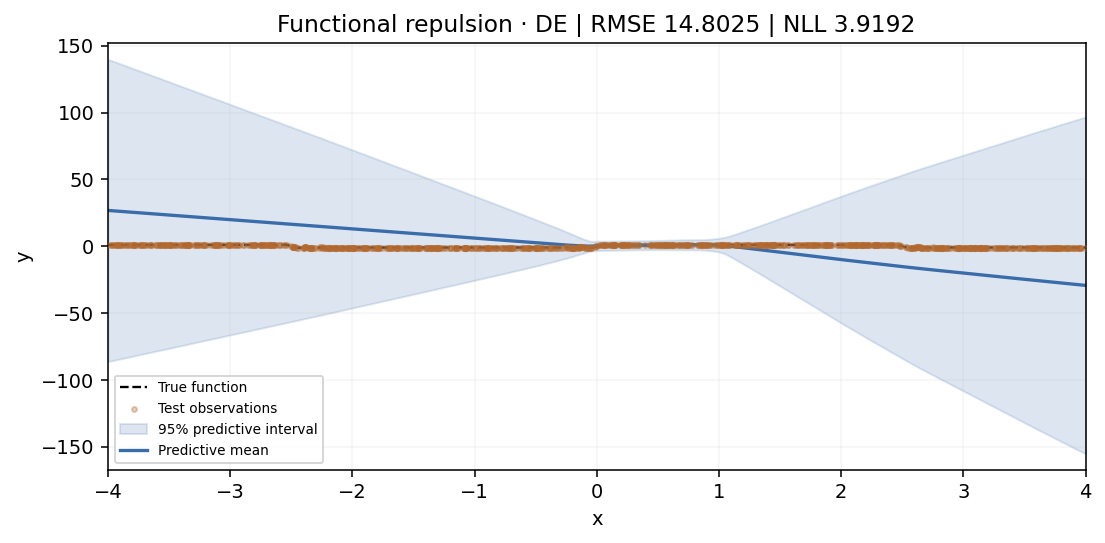 Functional repulsion · DE | RMSE 14.8025 | NLL 3.9192
150
100
50
0
−50
−100
−150
y
True function
Test observations
95% predictive interval
Predictive mean
−4
−3
−2
−1
0
1
2
3
4
x